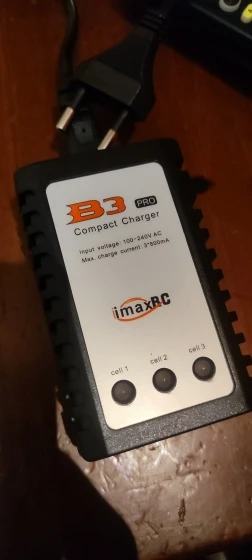 B3 PRO
Compact Charger
Input voltage: 100~240V AC
Max. charge current: 3*800mA
imaxRC
cell 1 cell 2 cell 3